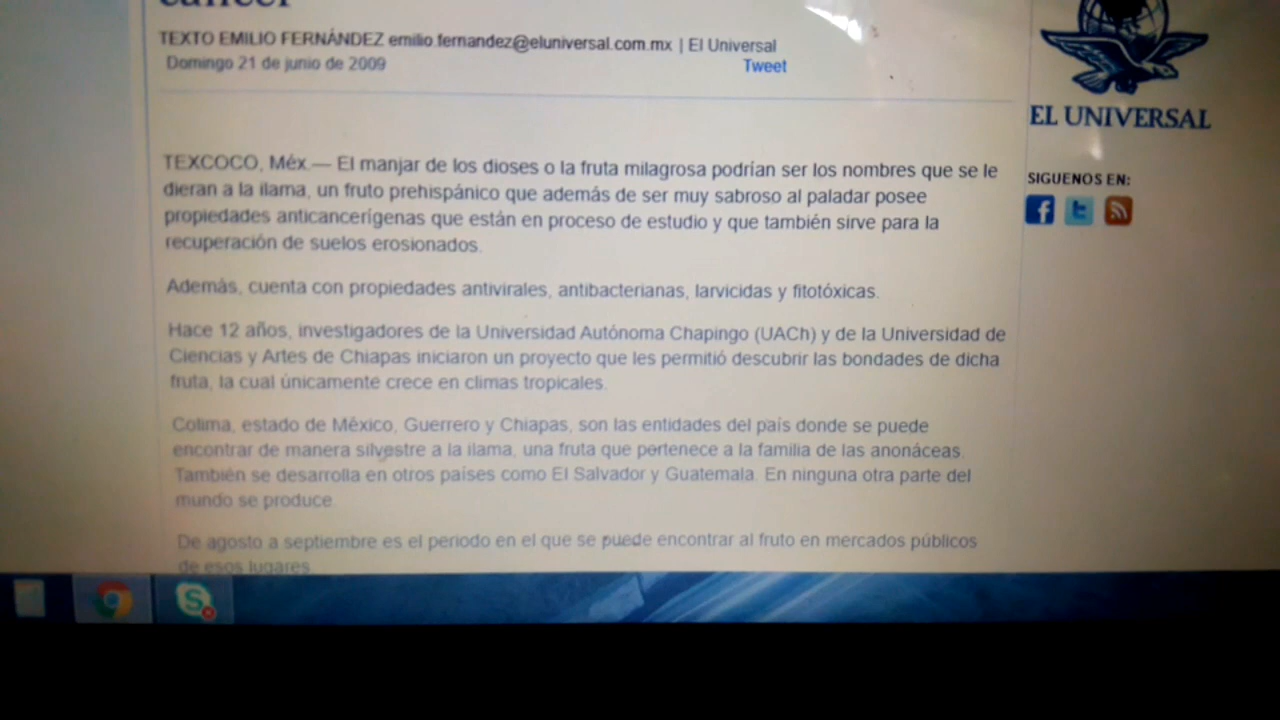 cáncer
TEXTO EMILIO FERNÁNDEZ emilio.fernandez@eluniversal.com.mx | El Universal
Domingo 21 de junio de 2009
Tweet
EL UNIVERSAL
SIGUENOS EN:
TEXCOCO, Méx.— El manjar de los dioses o la fruta milagrosa podrían ser los nombres que se le
dieran a la ilama, un fruto prehispánico que además de ser muy sabroso al paladar posee
propiedades anticancerígenas que están en proceso de estudio y que también sirve para la
recuperación de suelos erosionados.
Además, cuenta con propiedades antivirales, antibacterianas, larvicidas y fitotóxicas.
Hace 12 años, investigadores de la Universidad Autónoma Chapingo (UACh) y de la Universidad de
Ciencias y Artes de Chiapas iniciaron un proyecto que les permitió descubrir las bondades de dicha
fruta, la cual únicamente crece en climas tropicales.
Colima, estado de México, Guerrero y Chiapas, son las entidades del país donde se puede
encontrar de manera silvestre a la ilama, una fruta que pertenece a la familia de las anonáceas.
También se desarrolla en otros países como El Salvador y Guatemala. En ninguna otra parte del
mundo se produce.
De agosto a septiembre es el periodo en el que se puede encontrar al fruto en mercados públicos
de esos lugares